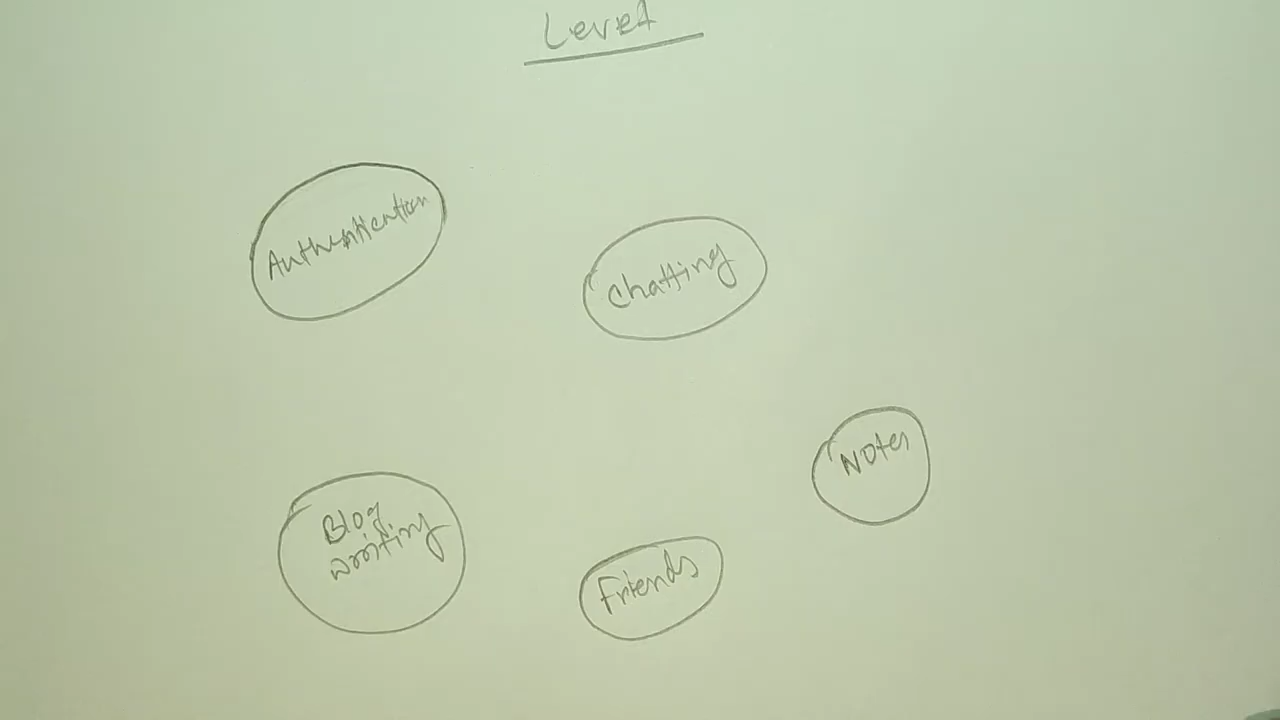 Level
Authentication
Chatting
Notes
Blog
writing
Friends